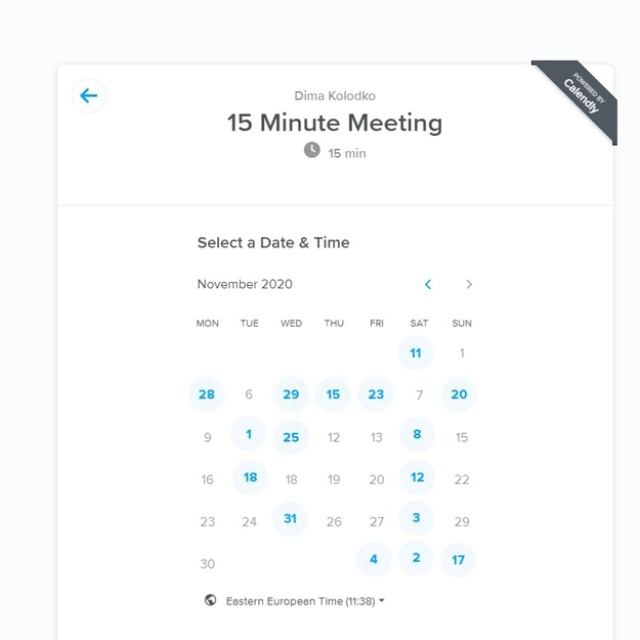 POWERED BY
Calendly
Dima Kolodko
15 Minute Meeting
15 min
Select a Date & Time
November 2020
MON TUE WED THU FRI SAT SUN
11 1
28 6 29 15 23 7 20
9 1 25 12 13 8 15
16 18 18 19 20 12 22
23 24 31 26 27 3 29
30 4 2 17
Eastern European Time (11:38)